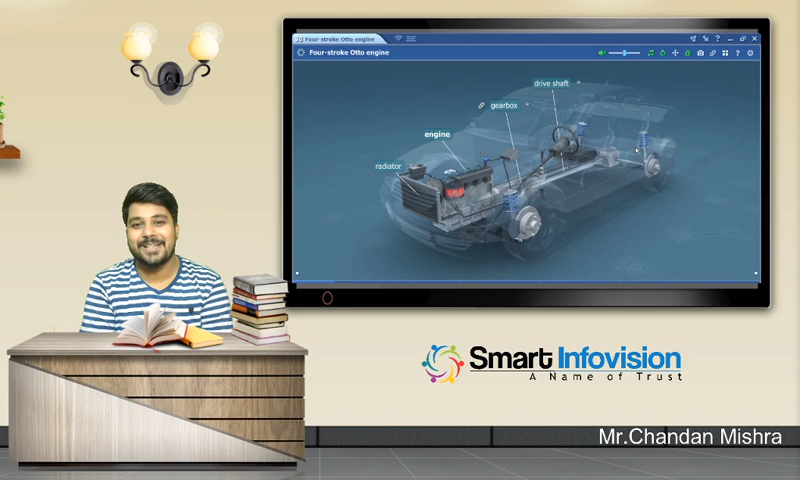 Four-stroke Otto engine
Four-stroke Otto engine
drive shaft
gearbox
engine
radiator
Smart Infovision
A Name of Trust
Mr.Chandan Mishra